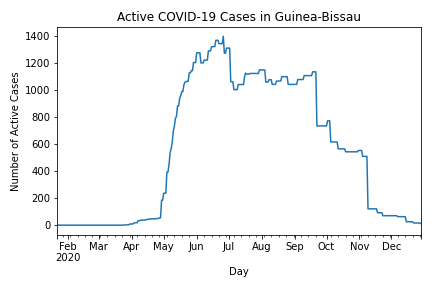 Active COVID-19 Cases in Guinea-Bissau
Number of Active Cases
1400
1200
1000
800
600
400
200
0
Feb Mar Apr May Jun Jul Aug Sep Oct Nov Dec
2020
Day